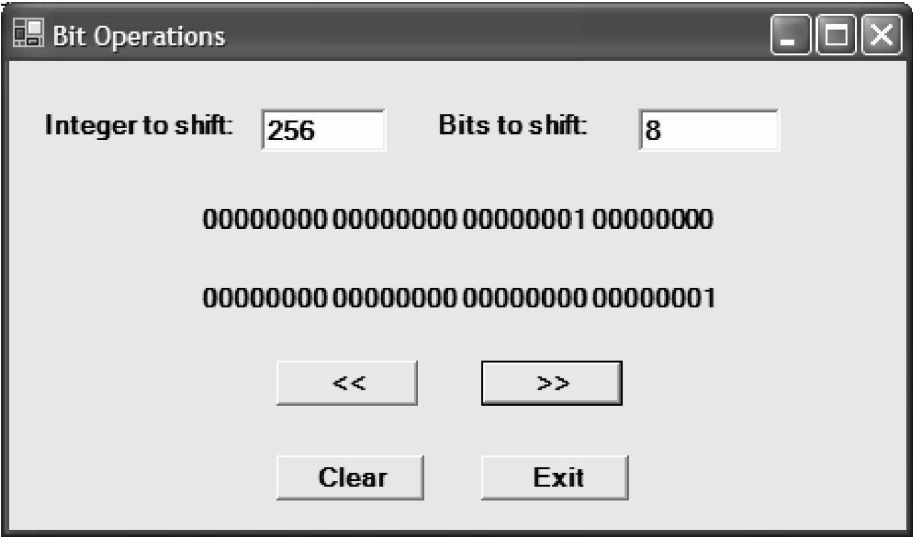 Bit Operations
Integer to shift: 256 Bits to shift: 8
00000000 00000000 00000001 00000000
00000000 00000000 00000000 00000001
<< >>
Clear Exit